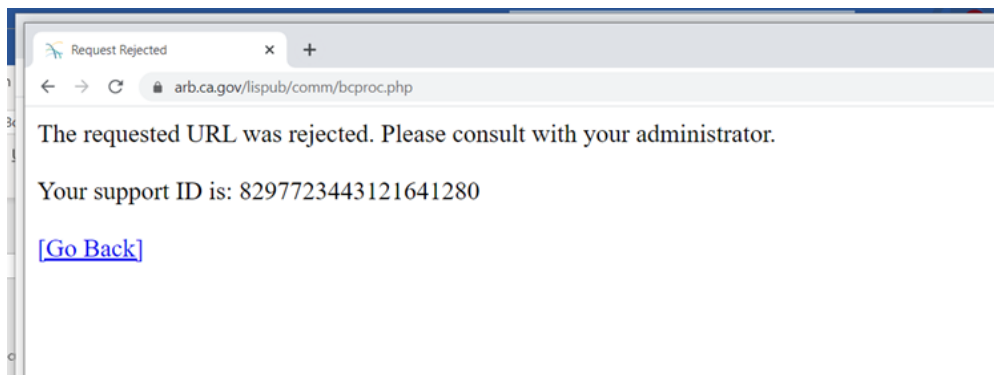 Request Rejected
arb.ca.gov/lispub/comm/bcproc.php
The requested URL was rejected. Please consult with your administrator.
Your support ID is: 8297723443121641280
[Go Back]